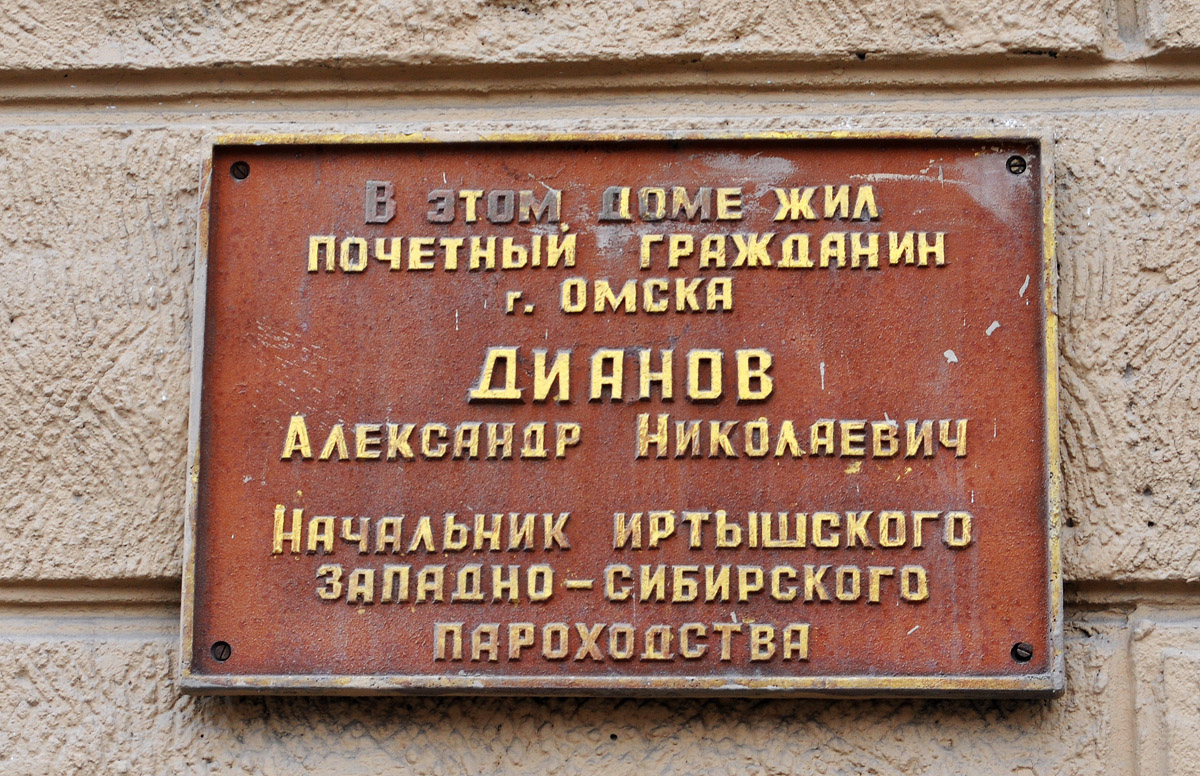 В ЭТОМ ДОМЕ ЖИЛ
ПОЧЕТНЫЙ ГРАЖДАНИН
г. ОМСКА
ДИАНОВ
АЛЕКСАНДР НИКОЛАЕВИЧ
НАЧАЛЬНИК ИРТЫШСКОГО
ЗАПАДНО-СИБИРСКОГО
ПАРОХОДСТВА